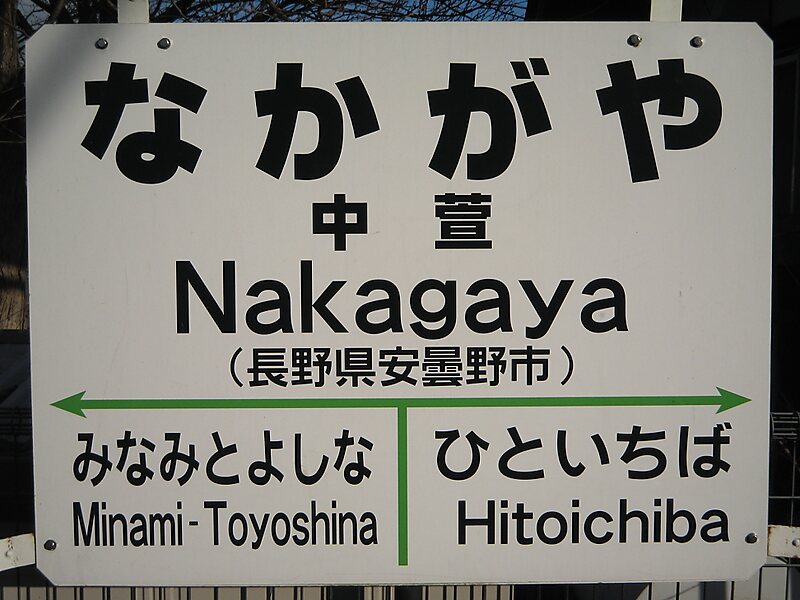 なかがや
中萱
Nakagaya
(長野県安曇野市)
みなみとよしな ひといちば
Minami-Toyoshina Hitoichiba